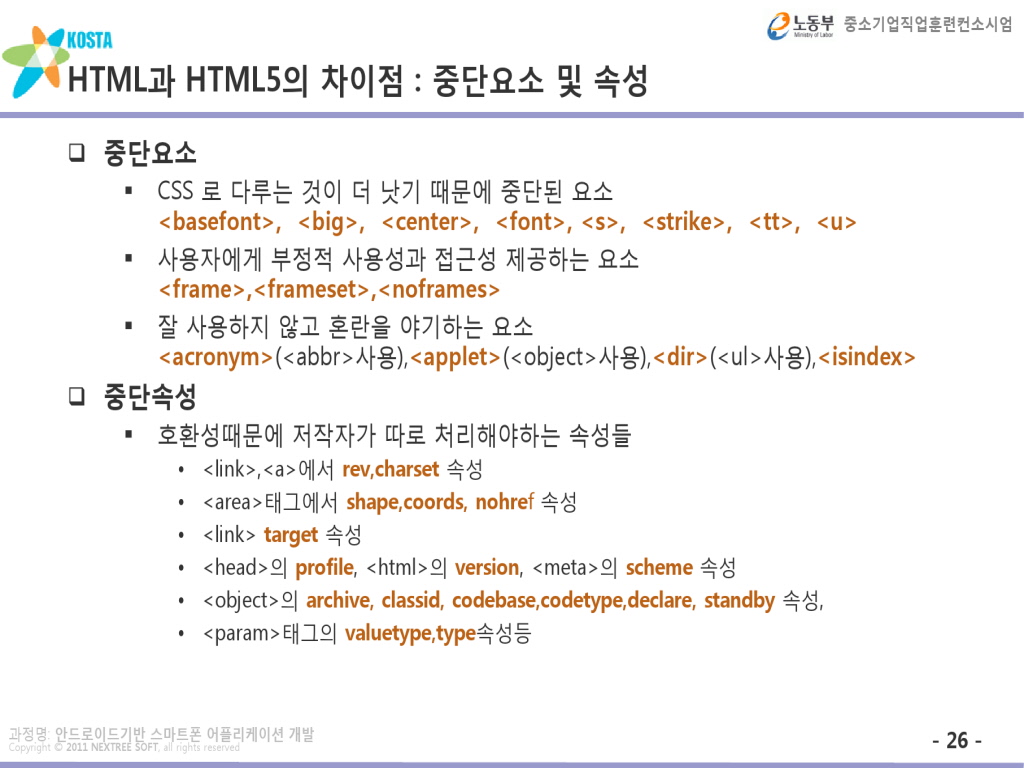 노동부
Ministry of Labor
중소기업직업훈련컨소시엄
KOSTA
HTML과 HTML5의 차이점 : 중단요소 및 속성
❑ 중단요소
▪ CSS 로 다루는 것이 더 낫기 때문에 중단된 요소
<basefont>, <big>, <center>, <font>, <s>, <strike>, <tt>, <u>
▪ 사용자에게 부정적 사용성과 접근성 제공하는 요소
<frame>,<frameset>,<noframes>
▪ 잘 사용하지 않고 혼란을 야기하는 요소
<acronym>(<abbr>사용),<applet>(<object>사용),<dir>(<ul>사용),<isindex>
❑ 중단속성
▪ 호환성때문에 저작자가 따로 처리해야하는 속성들
• <link>,<a>에서 rev,charset 속성
• <area>태그에서 shape,coords, nohref 속성
• <link> target 속성
• <head>의 profile, <html>의 version, <meta>의 scheme 속성
• <object>의 archive, classid, codebase,codetype,declare, standby 속성,
• <param>태그의 valuetype,type속성등
과정명: 안드로이드기반 스마트폰 어플리케이션 개발
Copyright © 2011 NEXTREE SOFT, all rights reserved
- 26 -